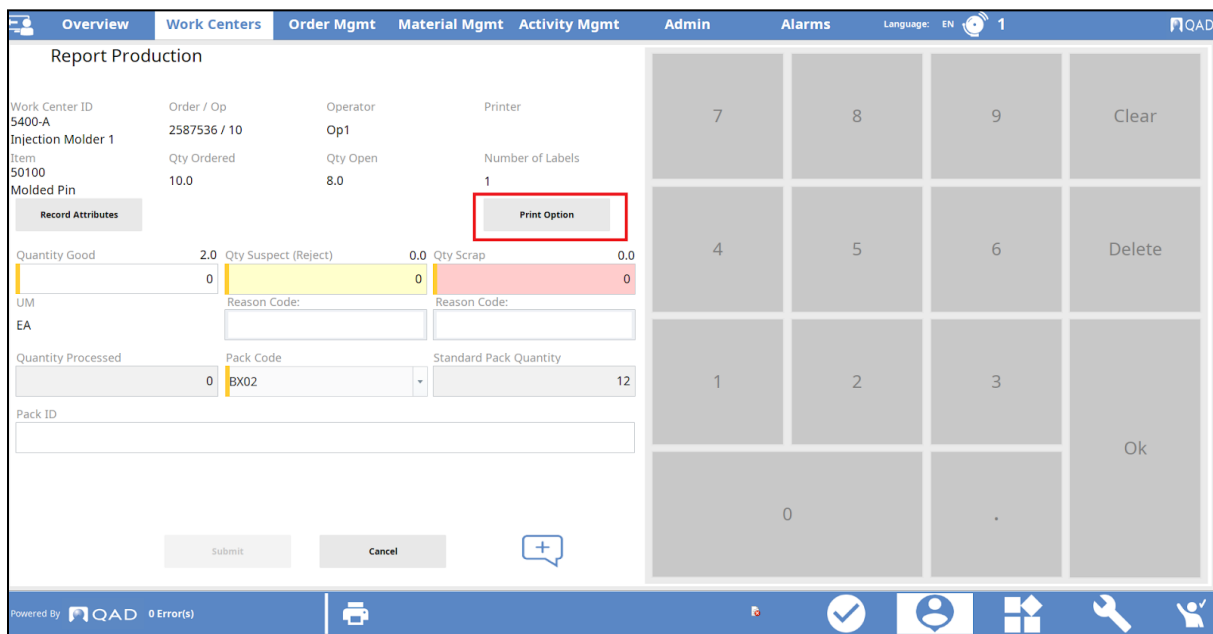 Overview Work Centers Order Mgmt Material Mgmt Activity Mgmt Admin Alarms Language: EN 1 QAD
Report Production
Work Center ID Order / Op Operator Printer
5400-A
Injection Molder 1 2587536 / 10 Op1
Item Qty Ordered Qty Open Number of Labels
50100
Molded Pin 10.0 8.0 1
Record Attributes Print Option
Quantity Good 2.0 Qty Suspect (Reject) 0.0 Qty Scrap 0.0
0 0 0
UM Reason Code: Reason Code:
EA
Quantity Processed Pack Code Standard Pack Quantity
0 BX02 12
Pack ID
Submit Cancel
7 8 9 Clear
4 5 6 Delete
1 2 3
Ok
0 .
Powered By QAD 0 Error(s)